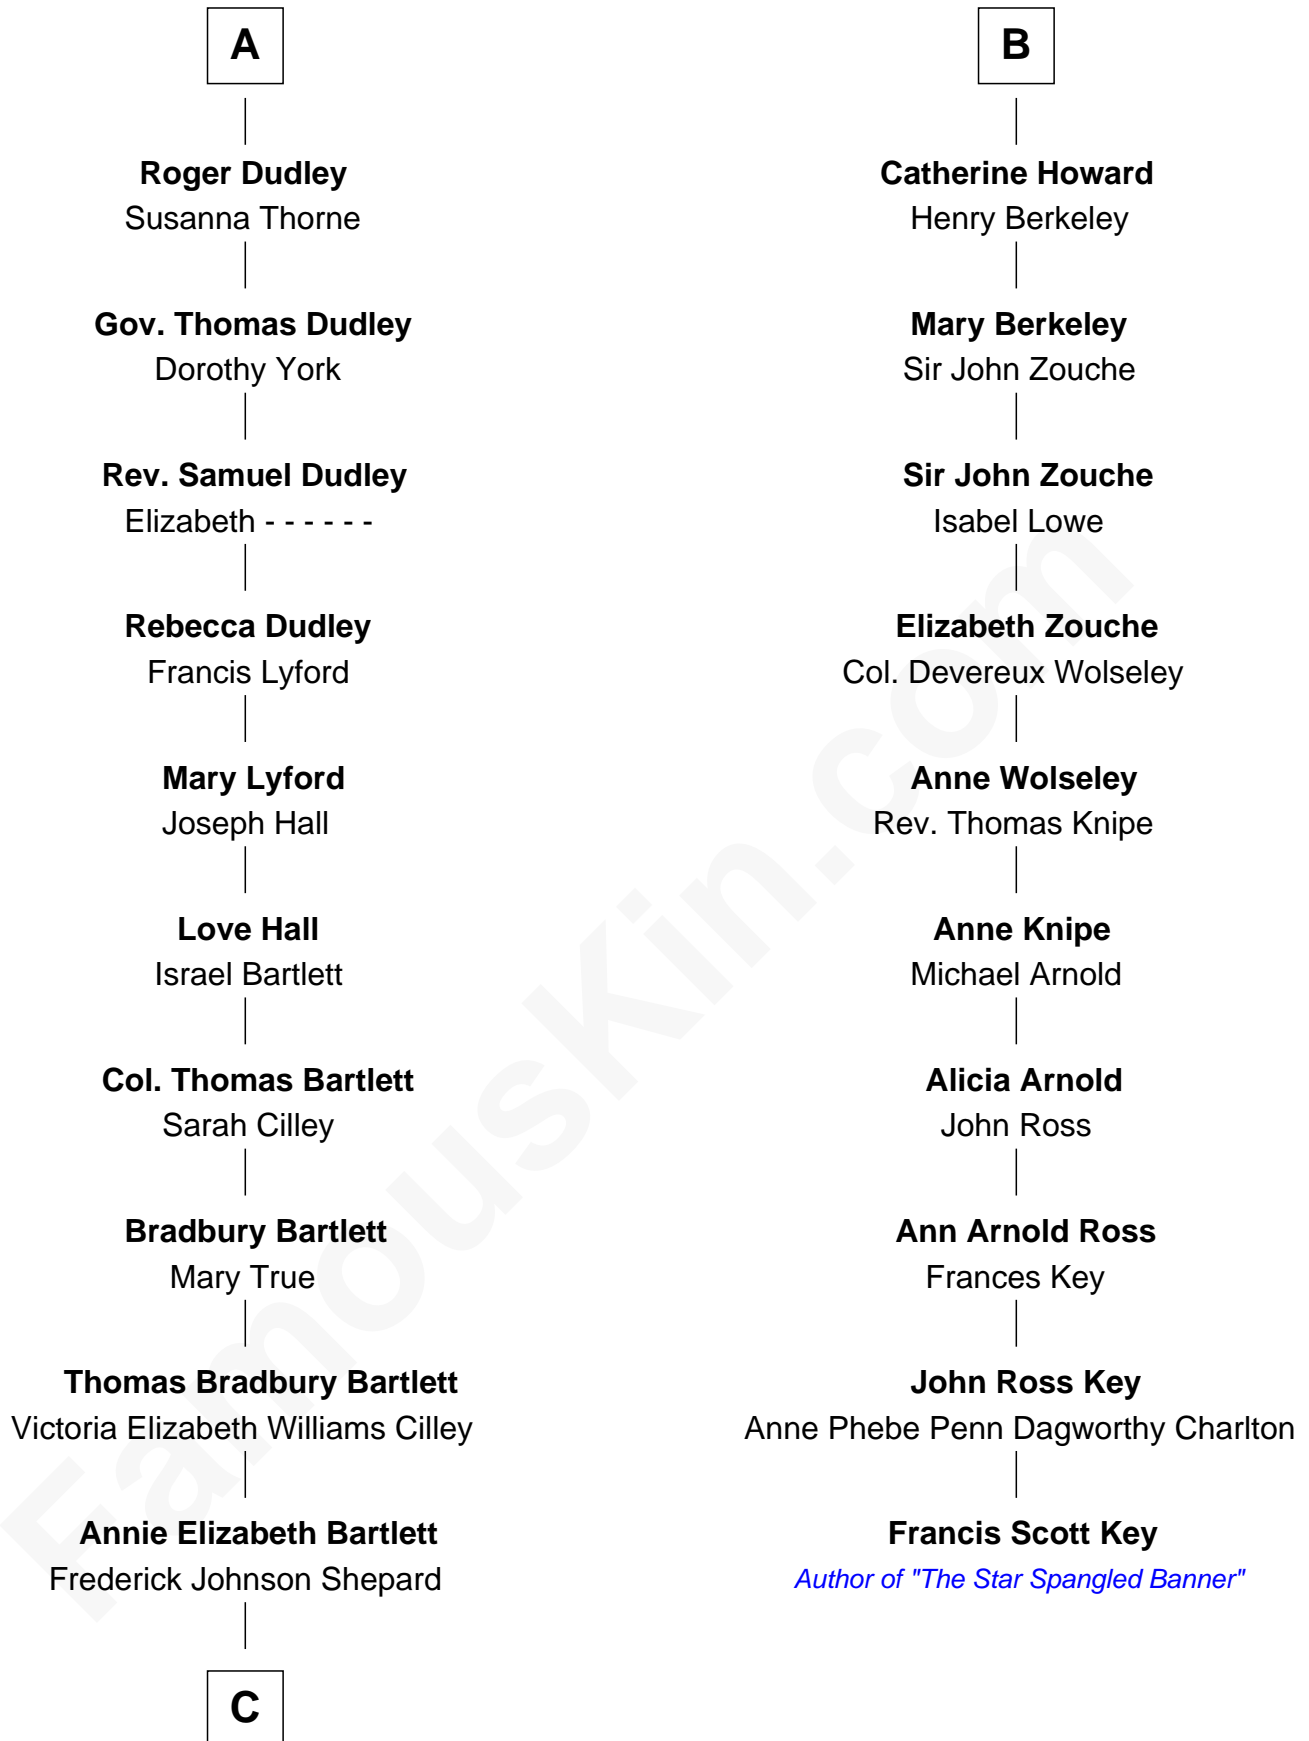 A
Roger Dudley
Susanna Thorne
Gov. Thomas Dudley
Dorothy York
Rev. Samuel Dudley
Elizabeth - - - - - -
Rebecca Dudley
Francis Lyford
Mary Lyford
Joseph Hall
Love Hall
Israel Bartlett
Col. Thomas Bartlett
Sarah Cilley
Bradbury Bartlett
Mary True
Thomas Bradbury Bartlett
Victoria Elizabeth Williams Cilley
Annie Elizabeth Bartlett
Frederick Johnson Shepard
C
B
Catherine Howard
Henry Berkeley
Mary Berkeley
Sir John Zouche
Sir John Zouche
Isabel Lowe
Elizabeth Zouche
Col. Devereux Wolseley
Anne Wolseley
Rev. Thomas Knipe
Anne Knipe
Michael Arnold
Alicia Arnold
John Ross
Ann Arnold Ross
Frances Key
John Ross Key
Anne Phebe Penn Dagworthy Charlton
Francis Scott Key
Author of "The Star Spangled Banner"
FamousKin.com